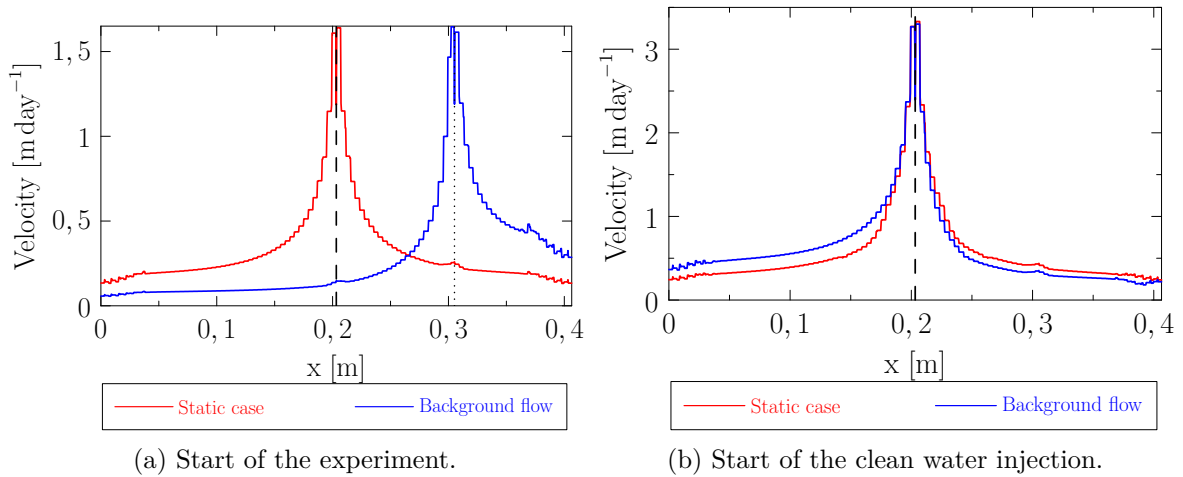 1, 5
1
0, 5
0
Velocity [m day⁻¹]
0 0, 1 0, 2 0, 3 0, 4
x [m]
Static case Background flow
(a) Start of the experiment.
3
2
1
0
Velocity [m day⁻¹]
0 0, 1 0, 2 0, 3 0, 4
x [m]
Static case Background flow
(b) Start of the clean water injection.